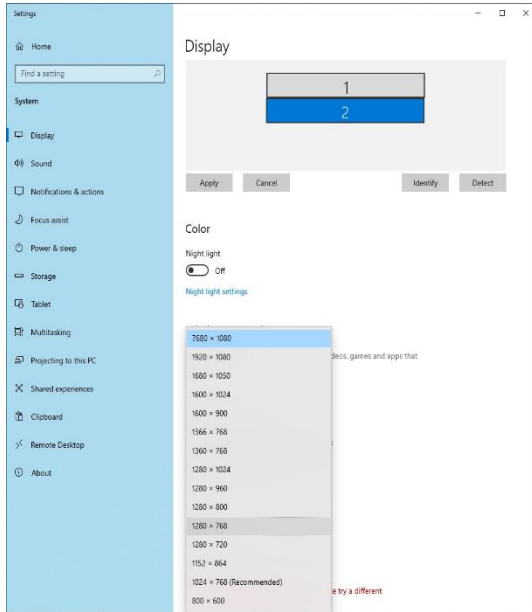 Settings
Home
Find a setting
System
Display
Sound
Notifications & actions
Focus assist
Power & sleep
Storage
Tablet
Multitasking
Projecting to this PC
Shared experiences
Clipboard
Remote Desktop
About
Display
1
2
Apply
Cancel
Identify
Detect
Color
Night light
Off
Night light settings
7680 × 1080
1920 × 1080
deos, games and apps that
1680 × 1050
1600 × 1024
1600 × 900
1366 × 768
1360 × 768
1280 × 1024
1280 × 960
1280 × 800
1280 × 768
1280 × 720
1152 × 864
1024 × 768 (Recommended)
e try a different
800 × 600